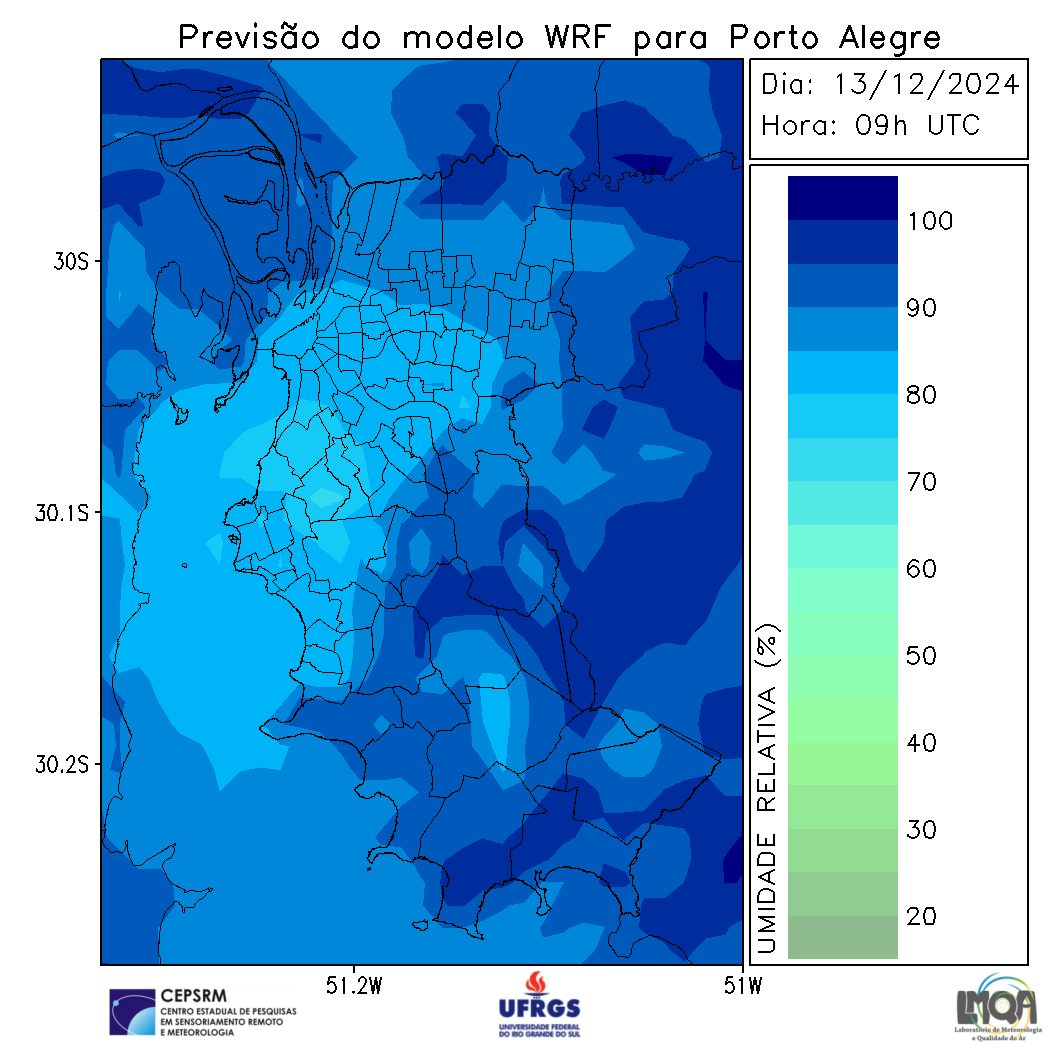 Previsão do modelo WRF para Porto Alegre
Dia: 13/12/2024
Hora: 09h UTC
30S
30.1S
30.2S
51.2W
51W
100
90
80
70
60
50
40
30
20
UMIDADE RELATIVA (%)
CEPSRM
CENTRO ESTADUAL DE PESQUISAS
EM SENSORIAMENTO REMOTO
E METEOROLOGIA
UFRGS
UNIVERSIDADE FEDERAL
DO RIO GRANDE DO SUL
LMQA
Laboratório de Meteorologia
e Qualidade do Ar